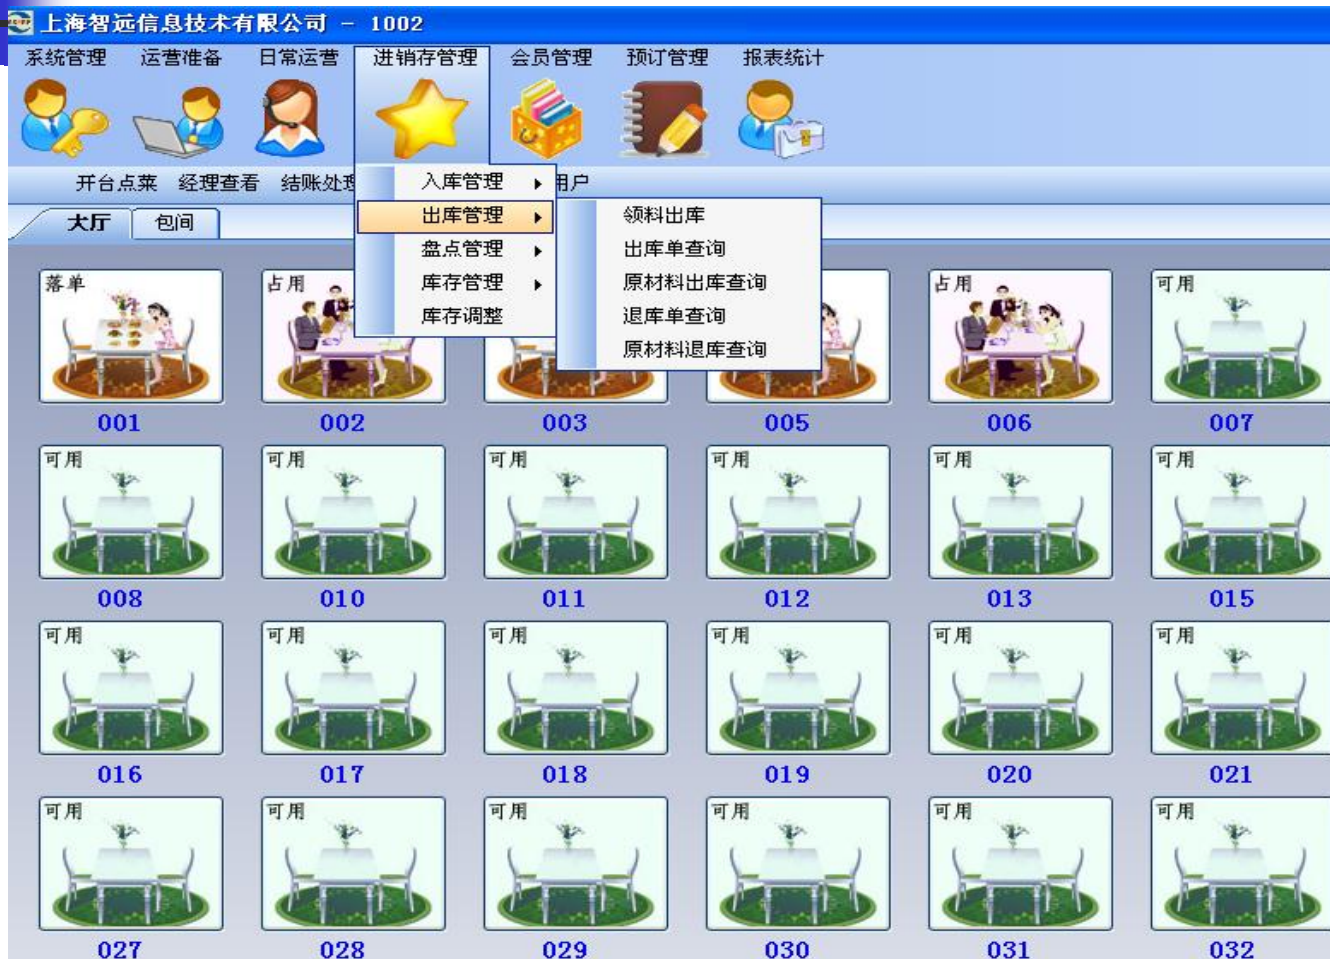 上海智远信息技术有限公司 - 1002
系统管理 运营准备 日常运营 进销存管理 会员管理 预订管理 报表统计
开台点菜 经理查看 结账处理 用户
入库管理
出库管理
盘点管理
库存管理
库存调整
领料出库
出库单查询
原材料出库查询
退库单查询
原材料退库查询
大厅 包间
落单 占用 占用 可用
001 002 003 005 006 007
可用 可用 可用 可用 可用 可用
008 010 011 012 013 015
可用 可用 可用 可用 可用 可用
016 017 018 019 020 021
可用 可用 可用 可用 可用 可用
027 028 029 030 031 032